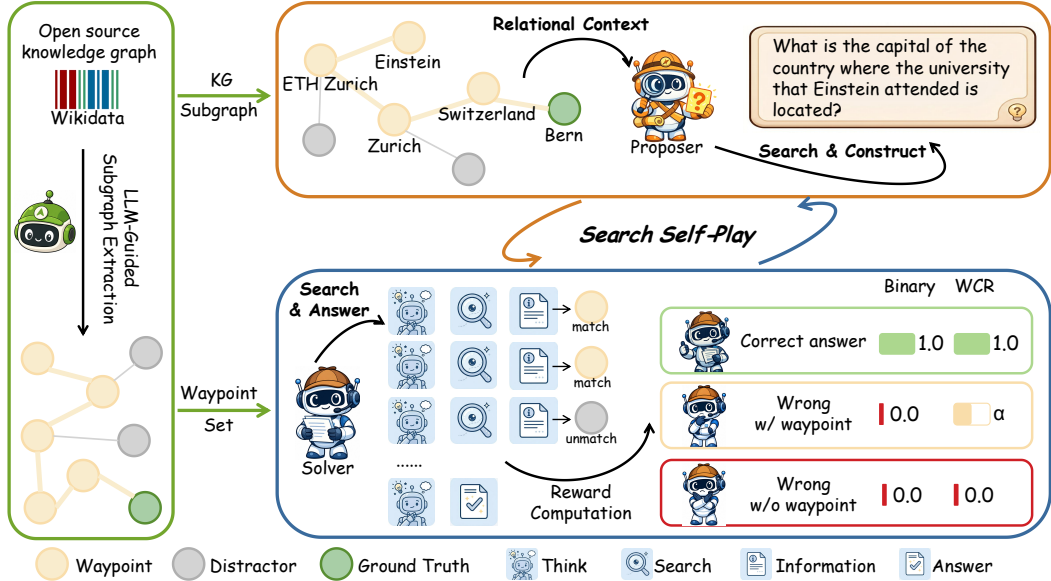 Open source
knowledge graph
Wikidata
LLM-Guided
Subgraph Extraction
KG
Subgraph
Waypoint
Set
Einstein
ETH Zurich
Zurich
Switzerland
Bern
Relational Context
Proposer
What is the capital of the
country where the university
that Einstein attended is
located?
Search & Construct
Search Self-Play
Search
& Answer
Solver
match
match
unmatch
......
Reward
Computation
Binary WCR
Correct answer 1.0 1.0
Wrong
w/ waypoint 0.0 α
Wrong
w/o waypoint 0.0 0.0
Waypoint Distractor Ground Truth Think Search Information Answer